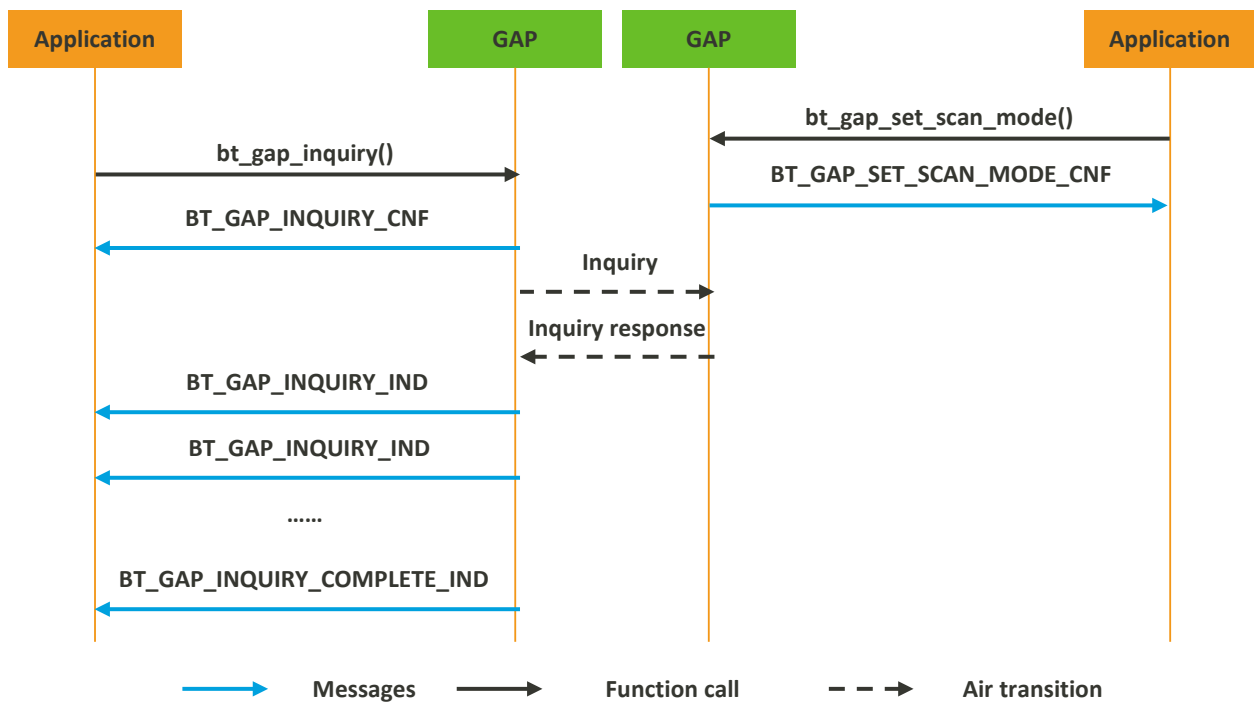 Application
GAP
GAP
Application
bt_gap_set_scan_mode()
bt_gap_inquiry()
BT_GAP_SET_SCAN_MODE_CNF
BT_GAP_INQUIRY_CNF
Inquiry
Inquiry response
BT_GAP_INQUIRY_IND
BT_GAP_INQUIRY_IND
……
BT_GAP_INQUIRY_COMPLETE_IND
Messages
Function call
Air transition